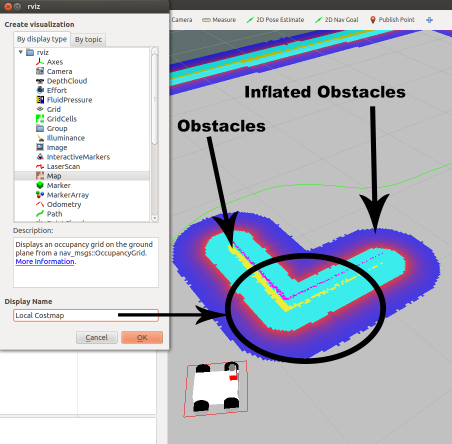 rviz
Camera
Measure
2D Pose Estimate
2D Nav Goal
Publish Point
Create visualization
By display type
By topic
rviz
Axes
Camera
DepthCloud
Effort
FluidPressure
Grid
GridCells
Group
Illuminance
Image
InteractiveMarkers
LaserScan
Map
Marker
MarkerArray
Odometry
Path
Description:
Displays an occupancy grid on the ground
plane from a nav_msgs::OccupancyGrid.
More Information.
Display Name
Local Costmap
Cancel
OK
Inflated Obstacles
Obstacles